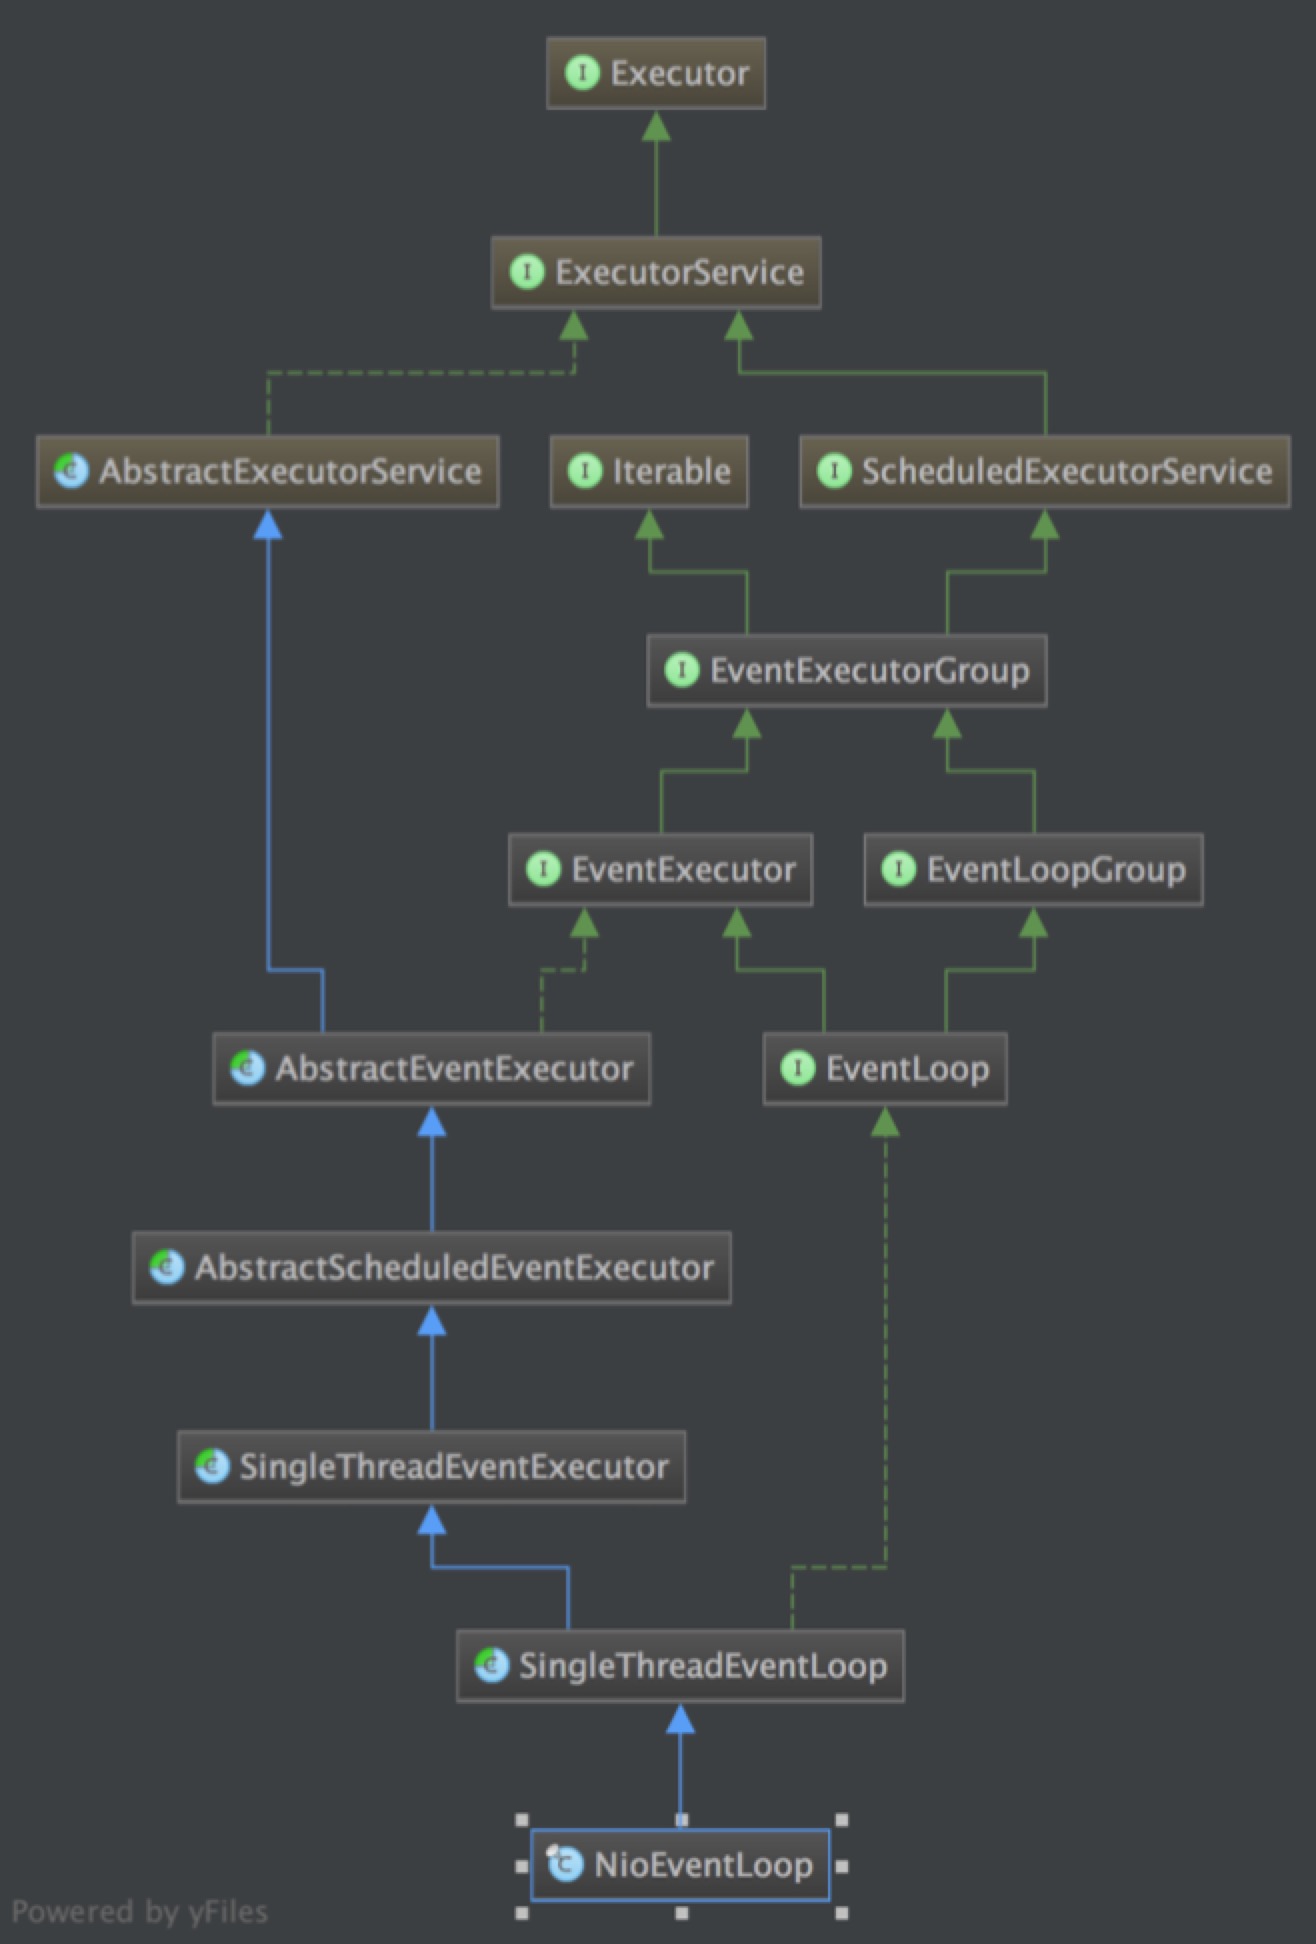 Executor
ExecutorService
AbstractExecutorService
Iterable
ScheduledExecutorService
EventExecutorGroup
EventExecutor
EventLoopGroup
AbstractEventExecutor
EventLoop
AbstractScheduledEventExecutor
SingleThreadEventExecutor
SingleThreadEventLoop
NioEventLoop
Powered by yFiles